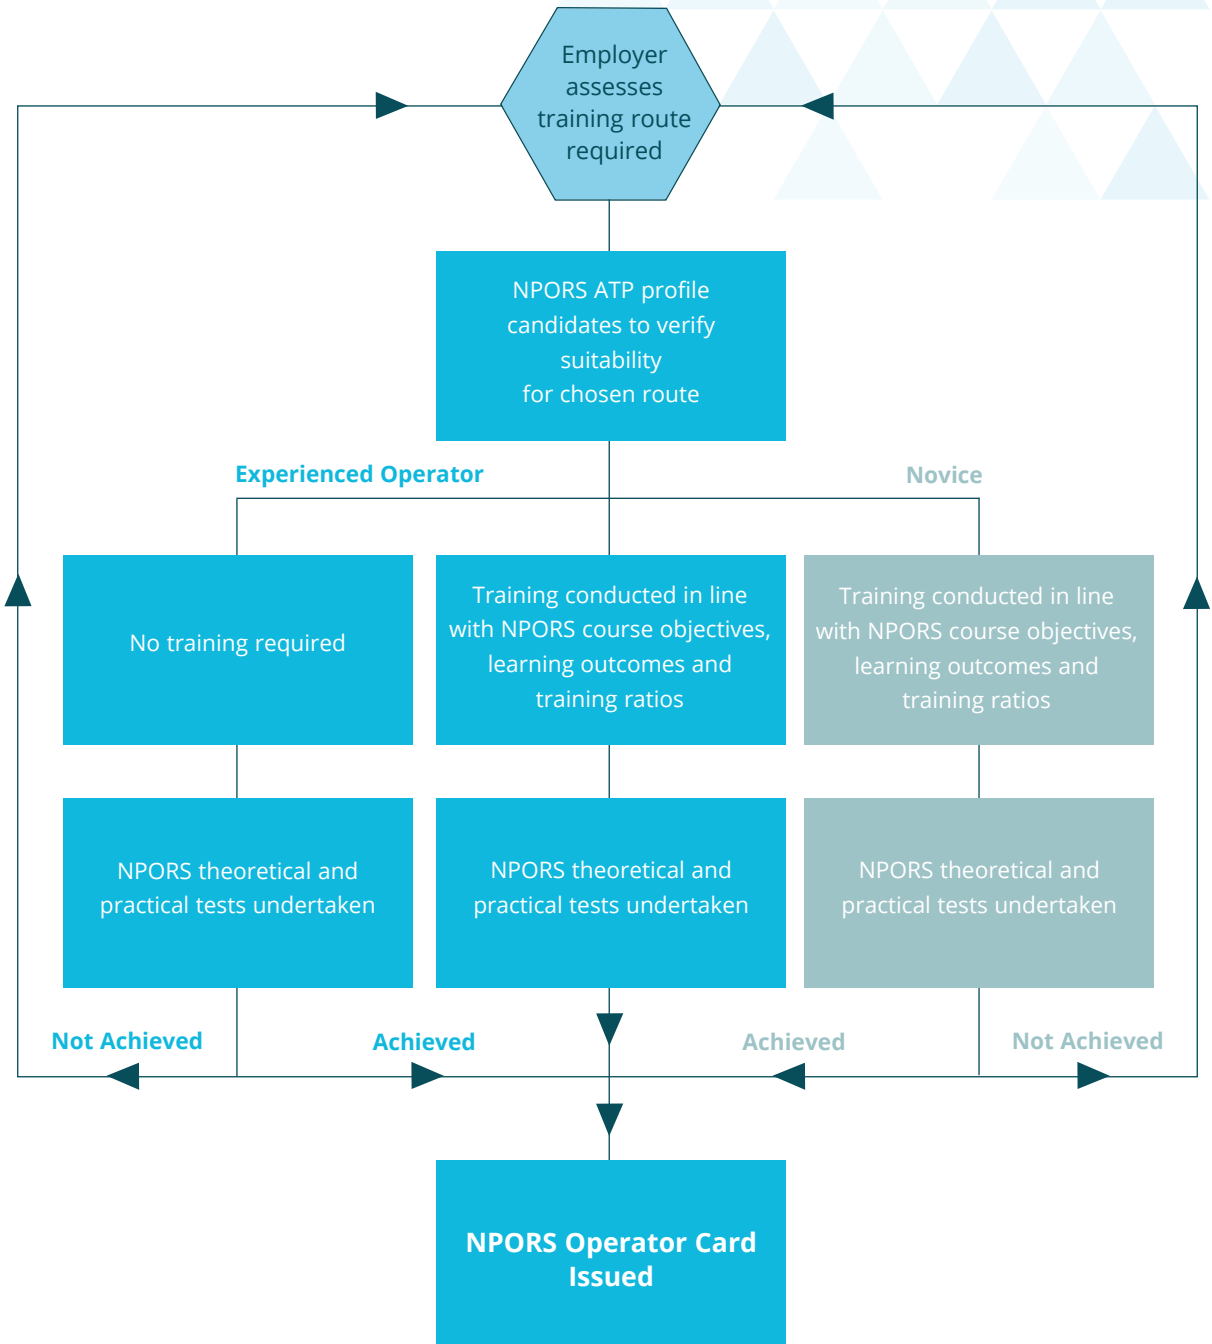 Employer
assesses
training route
required
NPORS ATP profile
candidates to verify
suitability
for chosen route
Experienced Operator
Novice
No training required
Training conducted in line
with NPORS course objectives,
learning outcomes and
training ratios
Training conducted in line
with NPORS course objectives,
learning outcomes and
training ratios
NPORS theoretical and
practical tests undertaken
NPORS theoretical and
practical tests undertaken
NPORS theoretical and
practical tests undertaken
Not Achieved
Achieved
Achieved
Not Achieved
NPORS Operator Card
Issued